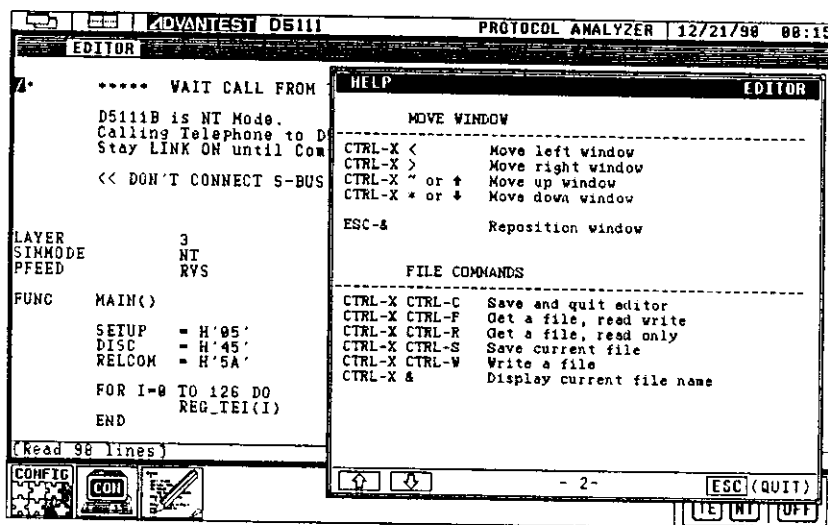 ADVANTEST D5111 PROTOCOL ANALYZER 12/21/90 00:15
EDITOR
/* ***** WAIT CALL FROM
D5111B is NT Mode.
Calling Telephone to D
Stay LINK ON until Com
<< DON'T CONNECT S-BUS
LAYER 3
SIMMODE NT
PFEED RVS
FUNC MAIN()
SETUP = H'05'
DISC = H'45'
RELCOM = H'5A'
FOR I=0 TO 126 DO
REG_TEI(I)
END
(Read 98 lines)
CONFIG
COM
HELP EDITOR
MOVE WINDOW
CTRL-X < Move left window
CTRL-X > Move right window
CTRL-X ^ or ↑ Move up window
CTRL-X * or ↓ Move down window
ESC-& Reposition window
FILE COMMANDS
CTRL-X CTRL-C Save and quit editor
CTRL-X CTRL-F Get a file, read write
CTRL-X CTRL-R Get a file, read only
CTRL-X CTRL-S Save current file
CTRL-X CTRL-W Write a file
CTRL-X & Display current file name
- 2-
ESC (QUIT)
TE NT OFF